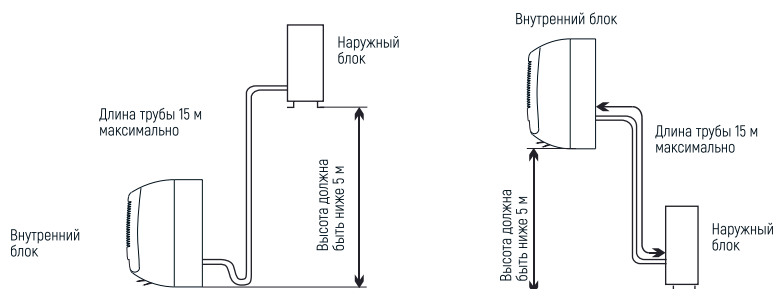 Наружный
блок
Длина трубы 15 м
максимально
Высота должна
быть ниже 5 м
Внутренний
блок
Внутренний блок
Длина трубы 15 м
максимально
Высота должна
быть ниже 5 м
Наружный
блок